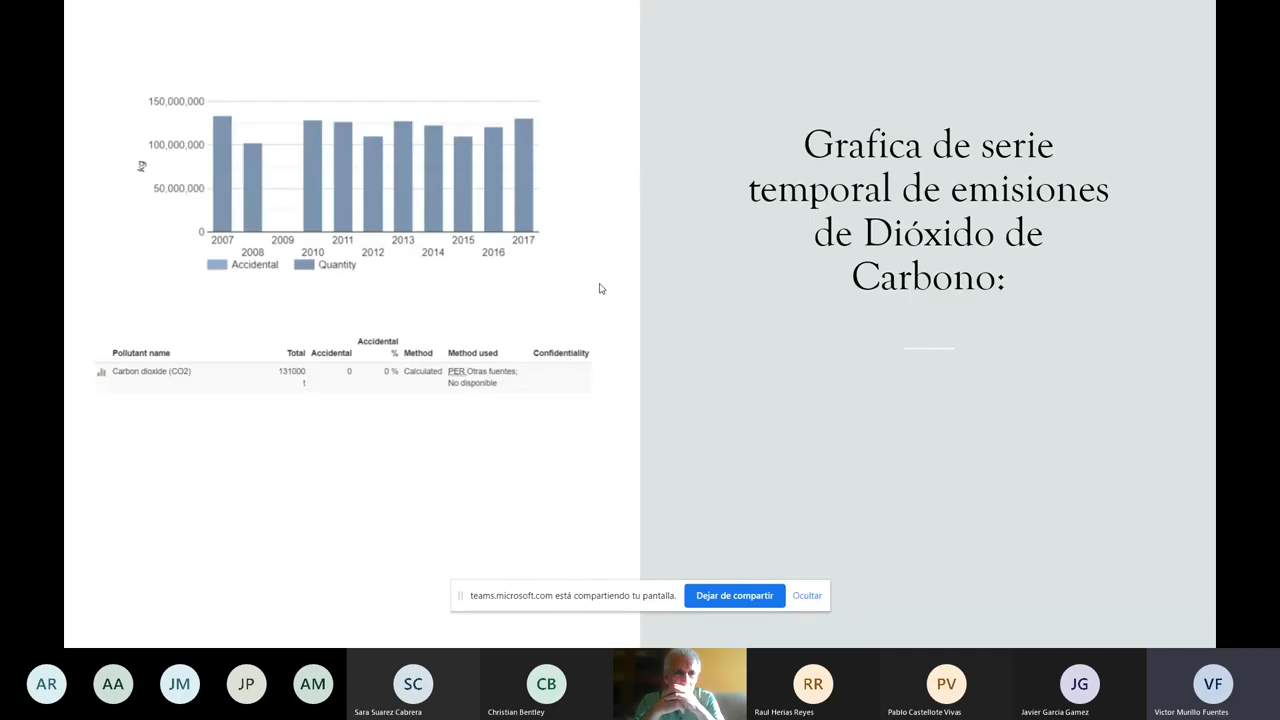 150,000,000
100,000,000
50,000,000
0
kg
2007 2009 2011 2013 2015 2017
2008 2010 2012 2014 2016
Accidental Quantity
Grafica de serie
temporal de emisiones
de Dióxido de
Carbono:
Accidental
Pollutant name Total Accidental % Method Method used Confidentiality
Carbon dioxide (CO2) 131000 0 0 % Calculated PER Otras fuentes;
t No disponible
teams.microsoft.com está compartiendo tu pantalla. Dejar de compartir Ocultar
AR AA JM JP AM SC CB RR PV JG VF
Sara Suarez Cabrera Christian Bentley Raul Herias Reyes Pablo Castellote Vivas Javier Garcia Gamez Victor Murillo Fuentes